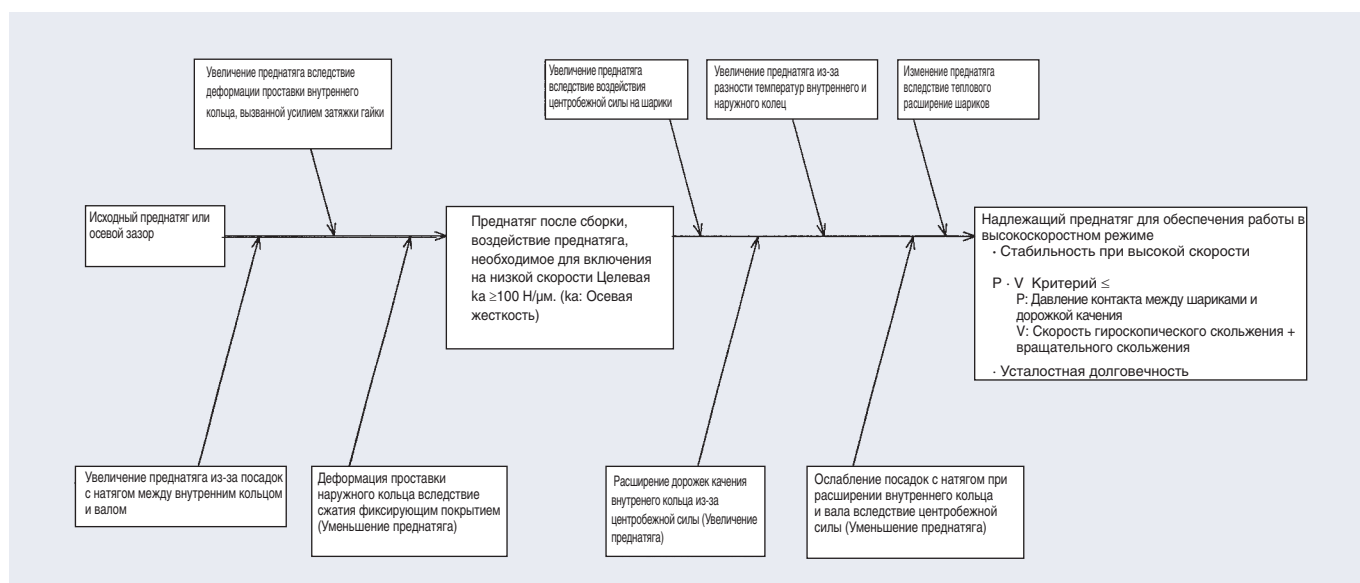 Увеличение преднатяга вследствие
деформации проставки внутреннего
кольца, вызванной усилием затяжки гайки
Увеличение преднатяга
вследствие воздействия
центробежной силы на шарики
Увеличение преднатяга из-за
разности температур внутреннего и
наружного колец
Изменение преднатяга
вследствие теплового
расширение шариков
Исходный преднатяг или
осевой зазор
Преднатяг после сборки,
воздействие преднатяга,
необходимое для включения
на низкой скорости Целевая
ka ≥100 Н/μм. (ka: Осевая
жесткость)
Надлежащий преднатяг для обеспечения работы в
высокоскоростном режиме
· Стабильность при высокой скорости
P · V Критерий ≤
P: Давление контакта между шариками и
дорожкой качения
V: Скорость гироскопического скольжения +
вращательного скольжения
· Усталостная долговечность
Увеличение преднатяга из-за посадок
с натягом между внутренним кольцом
и валом
Деформация проставки
наружного кольца вследствие
сжатия фиксирующим покрытием
(Уменьшение преднатяга)
Расширение дорожек качения
внутренего кольца из-за
центробежной силы (Увеличение
преднатяга)
Ослабление посадок с натягом при
расширении внутреннего кольца
и вала вследствие центробежной
силы (Уменьшение преднатяга)